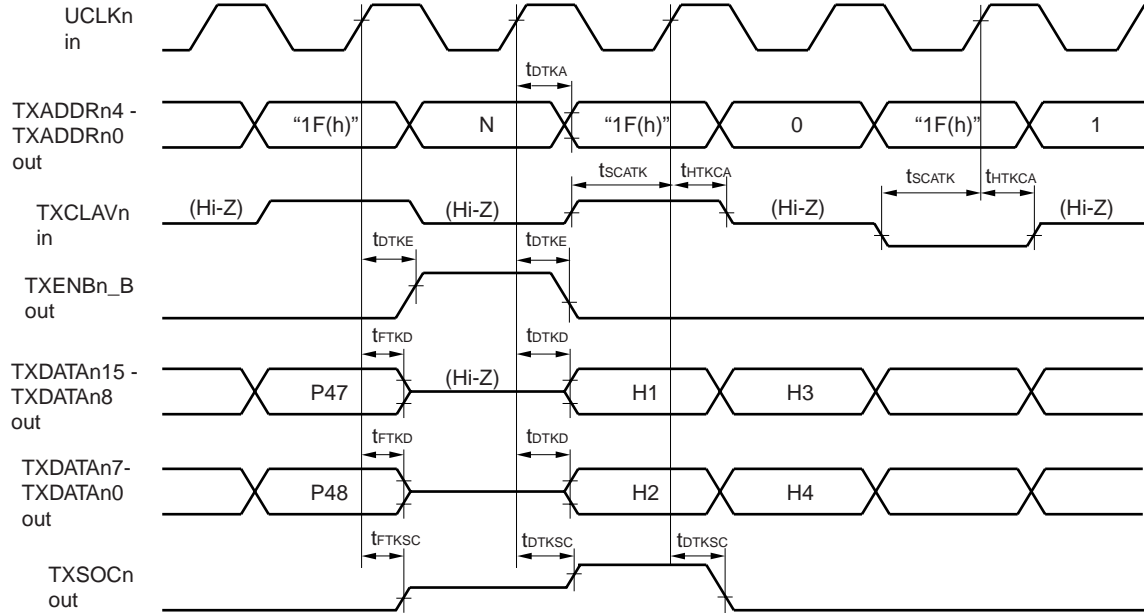 UCLKn
in
tDTKA
TXADDRn4 -
TXADDRn0
out
“1F(h)”
N
“1F(h)”
0
“1F(h)”
1
tSCATK
tHTKCA
tSCATK
tHTKCA
TXCLAVn
in
(Hi-Z)
(Hi-Z)
(Hi-Z)
(Hi-Z)
tDTKE
tDTKE
TXENBn_B
out
tFTKD
tDTKD
TXDATAn15 -
TXDATAn8
out
P47
(Hi-Z)
H1
H3
tFTKD
tDTKD
TXDATAn7-
TXDATAn0
out
P48
H2
H4
tFTKSC
tDTKSC
tDTKSC
TXSOCn
out